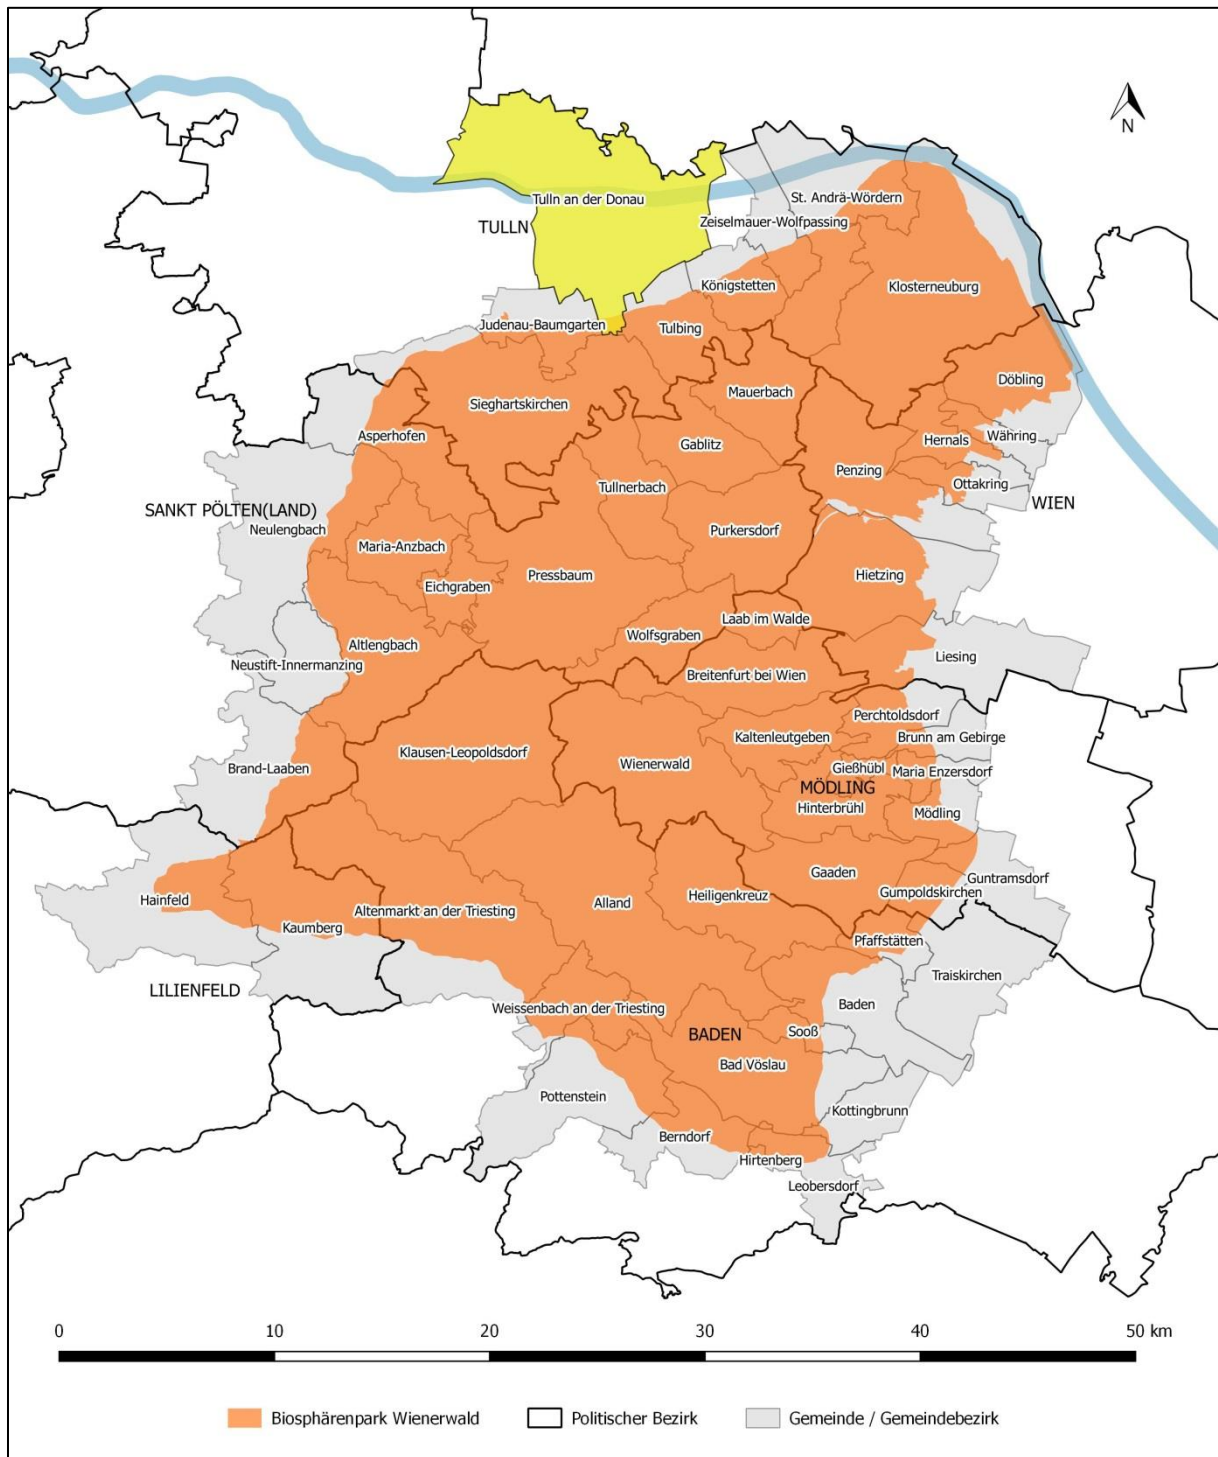 N
Tulln an der Donau
St. Andrä-Wördern
TULLN
Zeiselmauer-Wolfpassing
Königstetten
Klosterneuburg
Judenau-Baumgarten
Tulbing
Döbling
Mauerbach
Sieghartskirchen
Asperhofen
Gablitz
Hernals
Währing
Penzing
Tullnerbach
Ottakring
SANKT PÖLTEN(LAND)
WIEN
Neulengbach
Purkersdorf
Maria-Anzbach
Pressbaum
Hietzing
Eichgraben
Laab im Walde
Wolfsgraben
Altlengbach
Liesing
Neustift-Innermanzing
Breitenfurt bei Wien
Perchtoldsdorf
Kaltenleutgeben
Brunn am Gebirge
Klausen-Leopoldsdorf
Wienerwald
Brand-Laaben
Gießhübl
Maria Enzersdorf
MÖDLING
Hinterbrühl
Mödling
Gaaden
Guntramsdorf
Gumpoldskirchen
Heiligenkreuz
Hainfeld
Alland
Altenmarkt an der Triesting
Kaumberg
Pfaffstätten
Traiskirchen
LILIENFELD
Baden
Weissenbach an der Triesting
BADEN
Sooß
Bad Vöslau
Pottenstein
Kottingbrunn
Berndorf
Hirtenberg
Leobersdorf
0 10 20 30 40 50 km
Biosphärenpark Wienerwald Politischer Bezirk Gemeinde / Gemeindebezirk